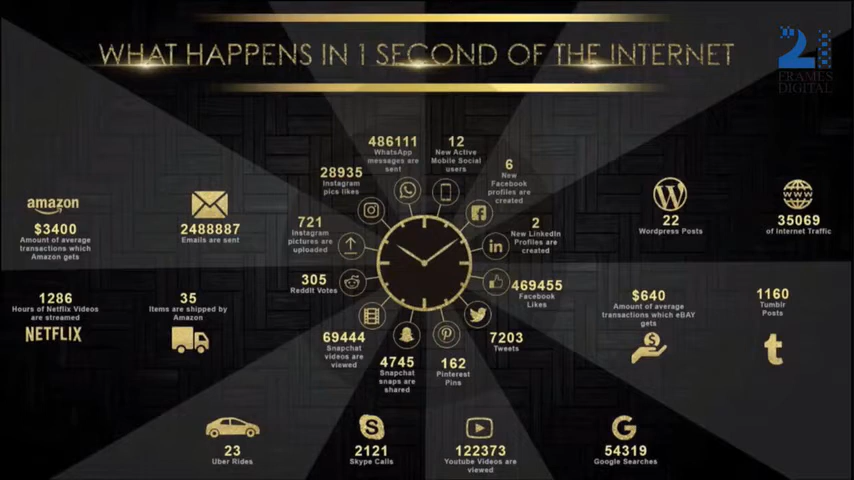 WHAT HAPPENS IN 1 SECOND OF THE INTERNET
21
FRAMES
DIGITAL
486111
WhatsApp
messages are
sent
12
New Active
Mobile Social
users
6
New
Facebook
profiles are
created
28935
Instagram
pics likes
amazon
$3400
Amount of average
transactions which
Amazon gets
2488887
Emails are sent
721
Instagram
pictures are
uploaded
2
New LinkedIn
Profiles are
created
22
Wordpress Posts
www
35069
of Internet Traffic
305
ReddIt Votes
469455
Facebook
Likes
1286
Hours of Netflix Videos
are streamed
NETFLIX
35
Items are shipped by
Amazon
$640
Amount of average
transactions which eBAY
gets
1160
Tumblr
Posts
69444
Snapchat
videos are
viewed
4745
Snapchat
snaps are
shared
162
Pinterest
Pins
7203
Tweets
23
Uber Rides
2121
Skype Calls
122373
Youtube Videos are
viewed
54319
Google Searches